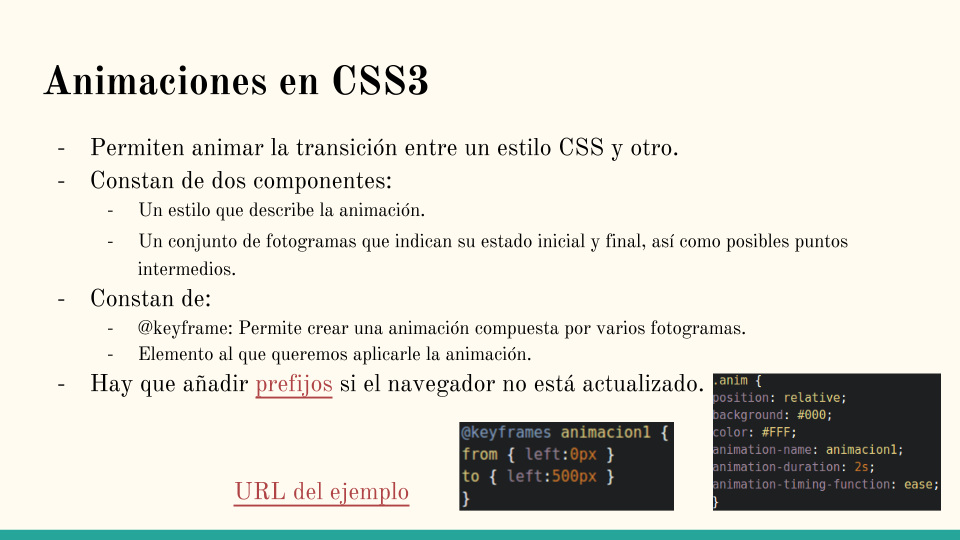 Animaciones en CSS3
- Permiten animar la transición entre un estilo CSS y otro.
- Constan de dos componentes:
- Un estilo que describe la animación.
- Un conjunto de fotogramas que indican su estado inicial y final, así como posibles puntos
intermedios.
- Constan de:
- @keyframe: Permite crear una animación compuesta por varios fotogramas.
- Elemento al que queremos aplicarle la animación.
- Hay que añadir prefijos si el navegador no está actualizado.
URL del ejemplo
@keyframes animacion1 {
from { left:0px }
to { left:500px }
}
.anim {
position: relative;
background: #000;
color: #FFF;
animation-name: animacion1;
animation-duration: 2s;
animation-timing-function: ease;
}